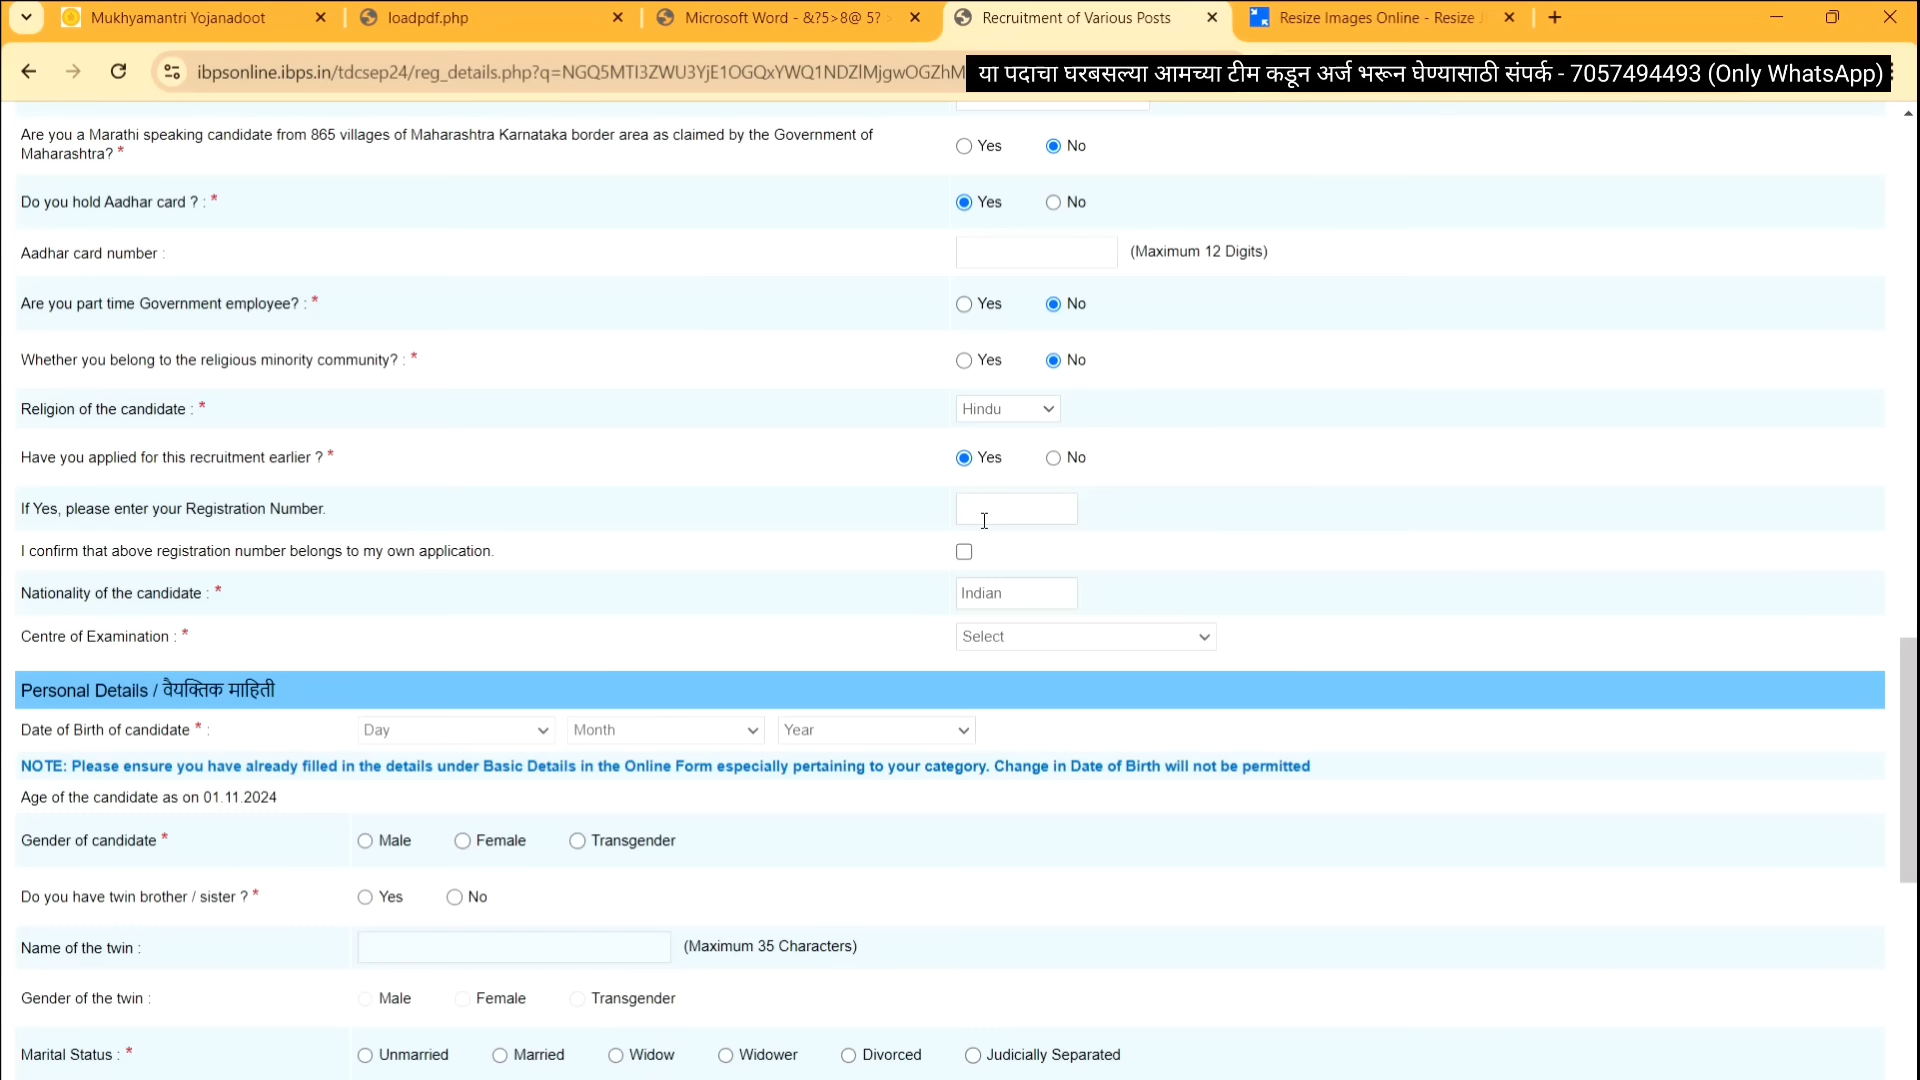 Mukhyamantri Yojanadoot
loadpdf.php
Microsoft Word - &?5>8@ 5?
Recruitment of Various Posts
Resize Images Online - Resize
ibpsonline.ibps.in/tdcsep24/reg_details.php?q=NGQ5MTI3ZWU3YjE1OGQxYWQ1NDZlMjgwOGZhM
या पदाचा घरबसल्या आमच्या टीम कडून अर्ज भरून घेण्यासाठी संपर्क - 7057494493 (Only WhatsApp)
Are you a Marathi speaking candidate from 865 villages of Maharashtra Karnataka border area as claimed by the Government of
Maharashtra? * Yes No
Do you hold Aadhar card ? : * Yes No
Aadhar card number : (Maximum 12 Digits)
Are you part time Government employee? : * Yes No
Whether you belong to the religious minority community? : * Yes No
Religion of the candidate : * Hindu
Have you applied for this recruitment earlier ? * Yes No
If Yes, please enter your Registration Number.
I confirm that above registration number belongs to my own application.
Nationality of the candidate : * Indian
Centre of Examination : * Select
Personal Details / वैयक्तिक माहिती
Date of Birth of candidate * : Day Month Year
NOTE: Please ensure you have already filled in the details under Basic Details in the Online Form especially pertaining to your category. Change in Date of Birth will not be permitted
Age of the candidate as on 01.11.2024
Gender of candidate * Male Female Transgender
Do you have twin brother / sister ? * Yes No
Name of the twin : (Maximum 35 Characters)
Gender of the twin : Male Female Transgender
Marital Status : * Unmarried Married Widow Widower Divorced Judicially Separated